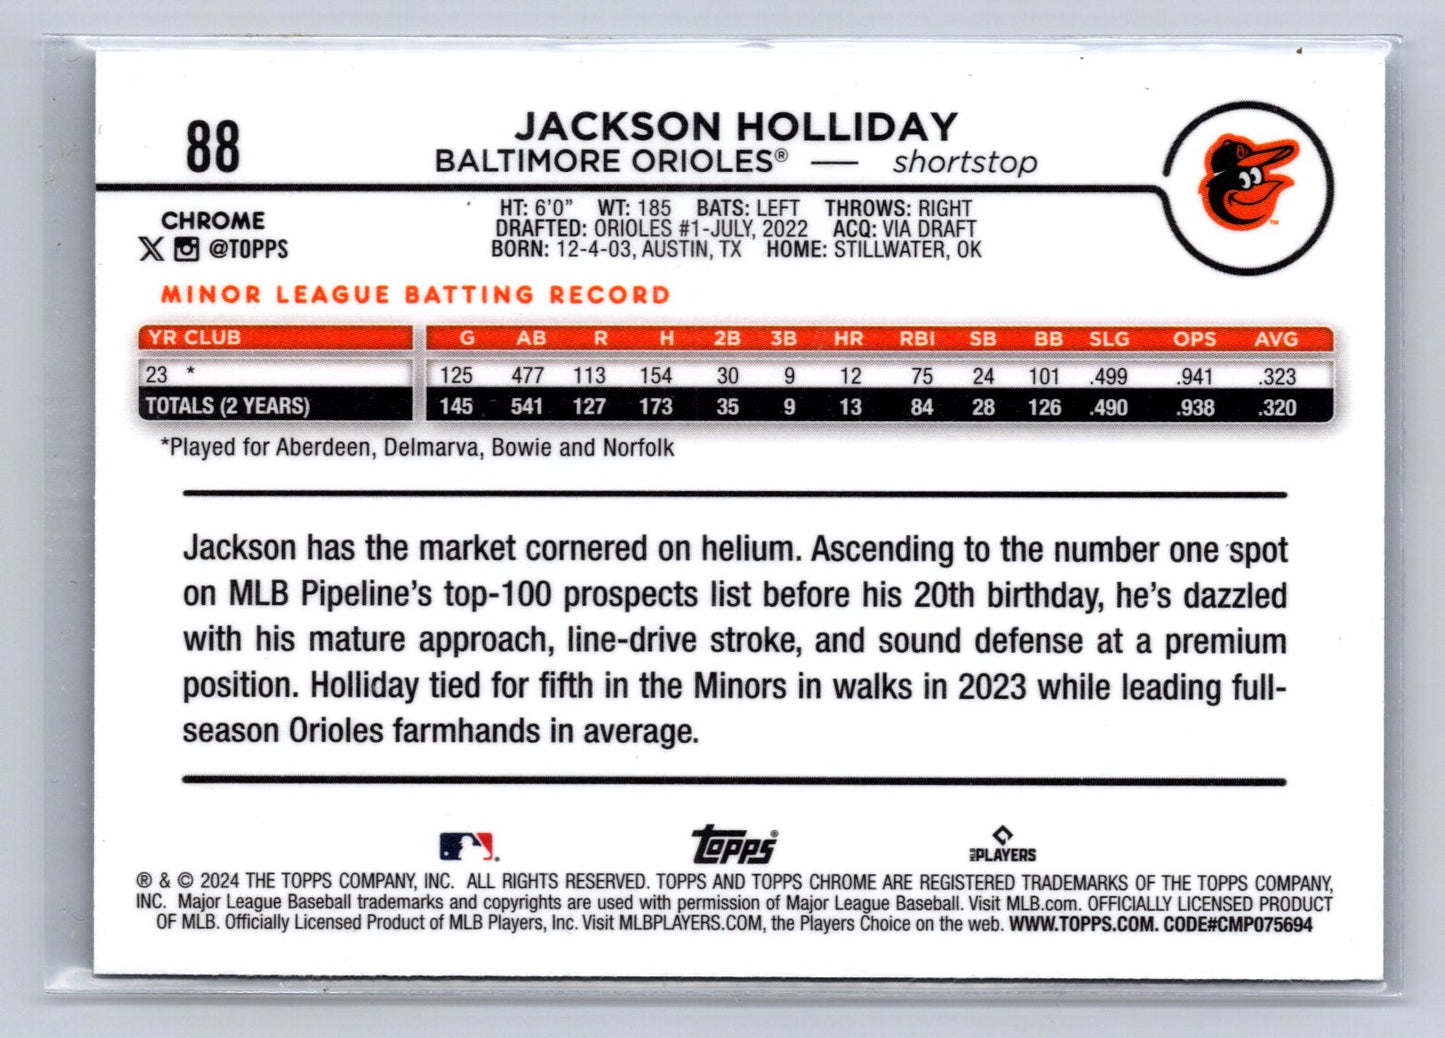 88
JACKSON HOLLIDAY
BALTIMORE ORIOLES® — shortstop
CHROME
X @TOPPS
HT: 6'0" WT: 185 BATS: LEFT THROWS: RIGHT
DRAFTED: ORIOLES #1-JULY, 2022 ACQ: VIA DRAFT
BORN: 12-4-03, AUSTIN, TX HOME: STILLWATER, OK
MINOR LEAGUE BATTING RECORD
YR CLUB G AB R H 2B 3B HR RBI SB BB SLG OPS AVG
23 * 125 477 113 154 30 9 12 75 24 101 .499 .941 .323
TOTALS (2 YEARS) 145 541 127 173 35 9 13 84 28 126 .490 .938 .320
*Played for Aberdeen, Delmarva, Bowie and Norfolk
Jackson has the market cornered on helium. Ascending to the number one spot
on MLB Pipeline's top-100 prospects list before his 20th birthday, he's dazzled
with his mature approach, line-drive stroke, and sound defense at a premium
position. Holliday tied for fifth in the Minors in walks in 2023 while leading full-
season Orioles farmhands in average.
Topps®
MLB PLAYERS
® & © 2024 THE TOPPS COMPANY, INC. ALL RIGHTS RESERVED. TOPPS AND TOPPS CHROME ARE REGISTERED TRADEMARKS OF THE TOPPS COMPANY,
INC. Major League Baseball trademarks and copyrights are used with permission of Major League Baseball. Visit MLB.com. OFFICIALLY LICENSED PRODUCT
OF MLB. Officially Licensed Product of MLB Players, Inc. Visit MLBPLAYERS.COM, the Players Choice on the web. WWW.TOPPS.COM. CODE#CMP075694